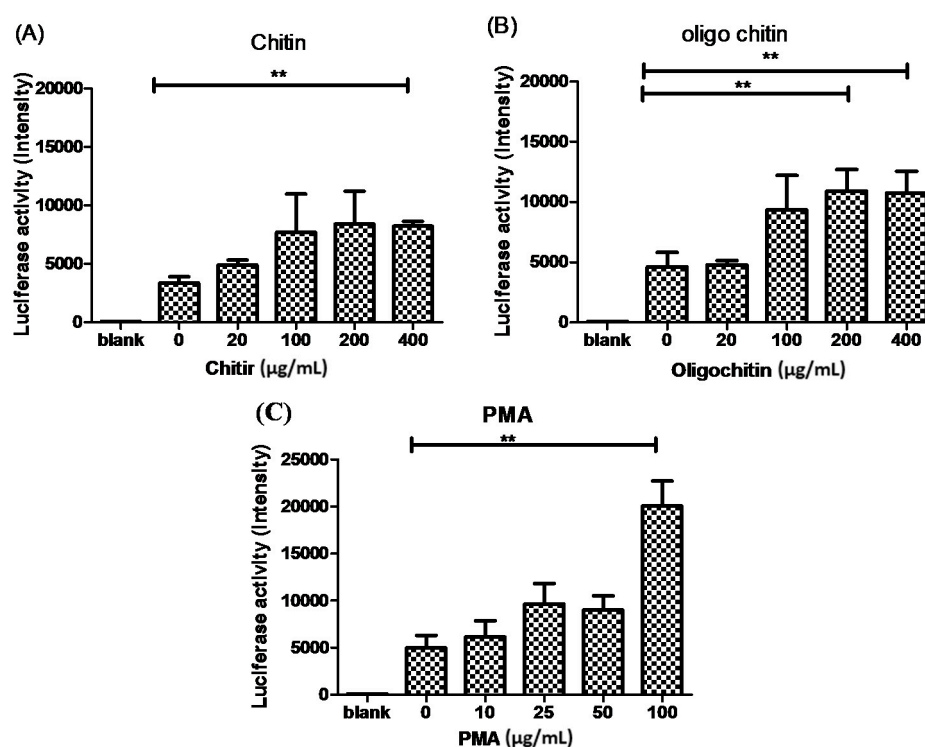 (A)
Chitin
Luciferase activity (Intensity)
20000
15000
10000
5000
0
**
blank 0 20 100 200 400
Chitir (μg/mL)
(B)
oligo chitin
Luciferase activity (Intensity)
20000
15000
10000
5000
0
**
**
blank 0 20 100 200 400
Oligochitin (μg/mL)
(C)
PMA
Luciferase activity (Intensity)
25000
20000
15000
10000
5000
0
**
blank 0 10 25 50 100
PMA (μg/mL)